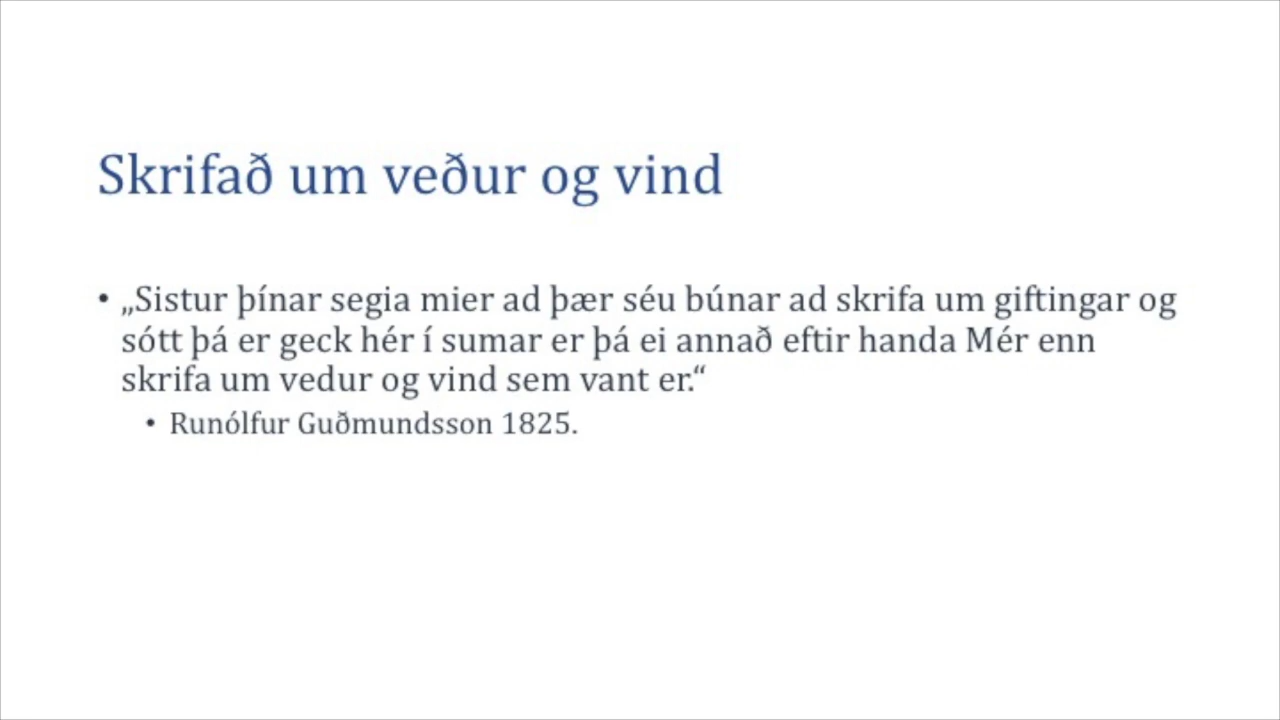 Skrifað um veður og vind
• „Sistur þínar segia mier ad þær séu búnar ad skrifa um giftingar og
sótt þá er geck hér í sumar er þá ei annað eftir handa Mér enn
skrifa um vedur og vind sem vant er.“
• Runólfur Guðmundsson 1825.